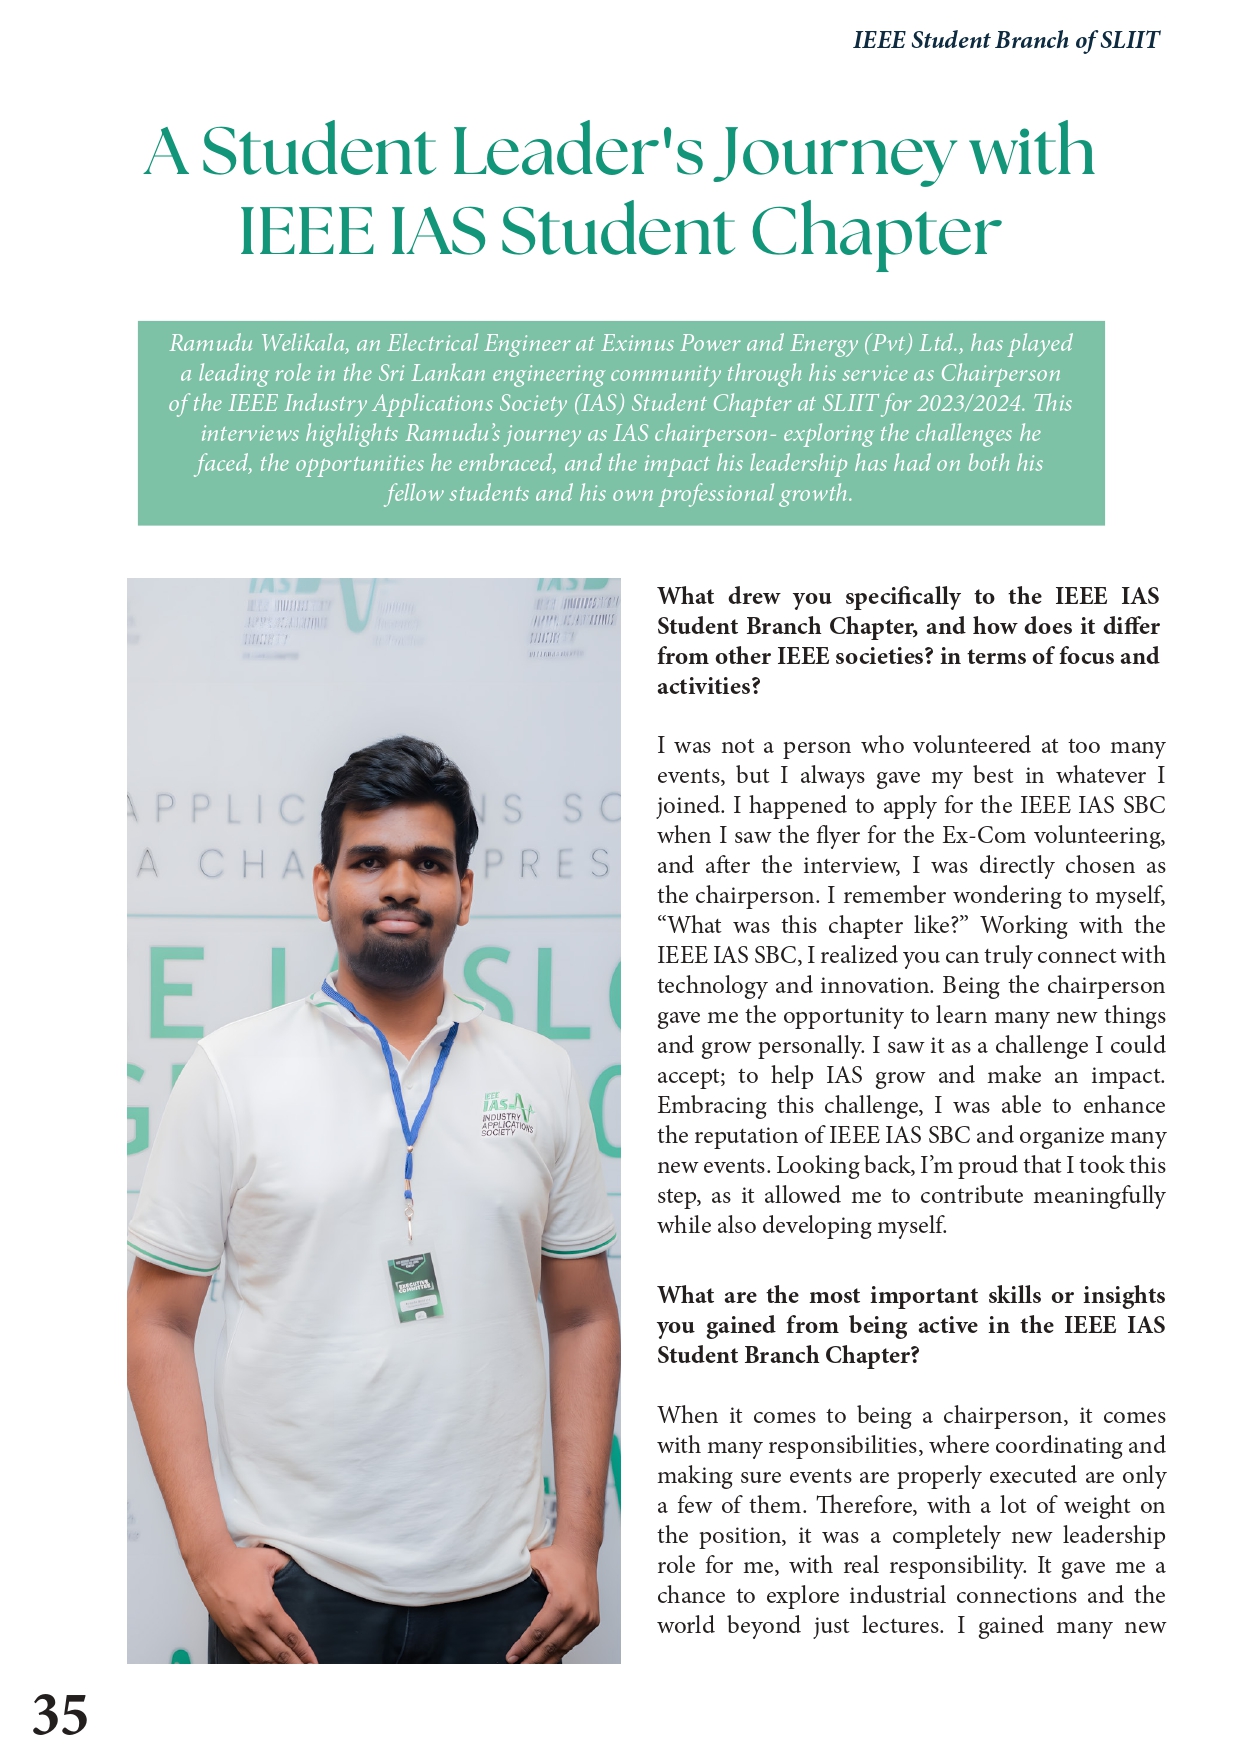 IEEE Student Branch of SLIIT
A Student Leader's Journey with
IEEE IAS Student Chapter
Ramudu Welikala, an Electrical Engineer at Eximus Power and Energy (Pvt) Ltd., has played
a leading role in the Sri Lankan engineering community through his service as Chairperson
of the IEEE Industry Applications Society (IAS) Student Chapter at SLIIT for 2023/2024. This
interviews highlights Ramudu’s journey as IAS chairperson- exploring the challenges he
faced, the opportunities he embraced, and the impact his leadership has had on both his
fellow students and his own professional growth.
IAS
IAS
APPLIC NS SO
A CHA PRES
E IA SLO
IEEE
IAS
INDUSTRY
APPLICATIONS
SOCIETY
EXECUTIVE
COMMITTEE
What drew you specifically to the IEEE IAS
Student Branch Chapter, and how does it differ
from other IEEE societies? in terms of focus and
activities?
I was not a person who volunteered at too many
events, but I always gave my best in whatever I
joined. I happened to apply for the IEEE IAS SBC
when I saw the flyer for the Ex-Com volunteering,
and after the interview, I was directly chosen as
the chairperson. I remember wondering to myself,
“What was this chapter like?” Working with the
IEEE IAS SBC, I realized you can truly connect with
technology and innovation. Being the chairperson
gave me the opportunity to learn many new things
and grow personally. I saw it as a challenge I could
accept; to help IAS grow and make an impact.
Embracing this challenge, I was able to enhance
the reputation of IEEE IAS SBC and organize many
new events. Looking back, I’m proud that I took this
step, as it allowed me to contribute meaningfully
while also developing myself.
What are the most important skills or insights
you gained from being active in the IEEE IAS
Student Branch Chapter?
When it comes to being a chairperson, it comes
with many responsibilities, where coordinating and
making sure events are properly executed are only
a few of them. Therefore, with a lot of weight on
the position, it was a completely new leadership
role for me, with real responsibility. It gave me a
chance to explore industrial connections and the
world beyond just lectures. I gained many new
35